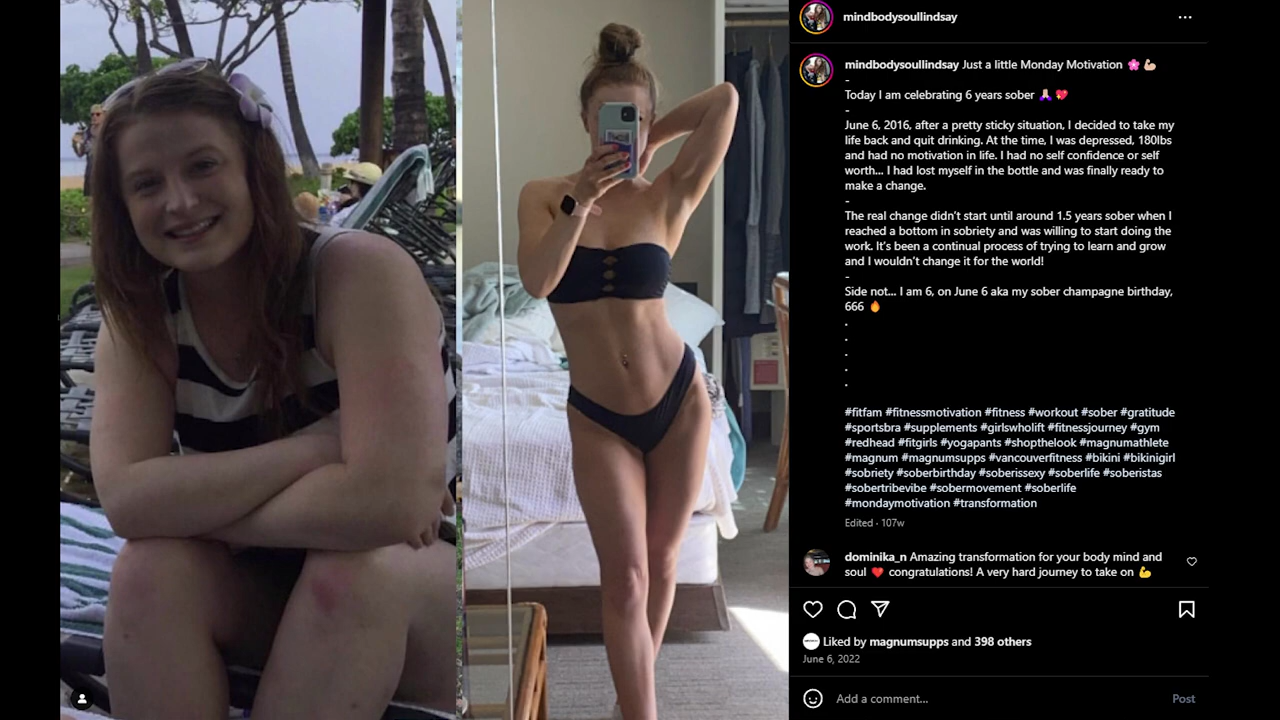 mindbodysoullindsay
mindbodysoullindsay Just a little Monday Motivation 🌸 💪🏻
-
Today I am celebrating 6 years sober 🙏🏻 💖
-
June 6, 2016, after a pretty sticky situation, I decided to take my
life back and quit drinking. At the time, I was depressed, 180lbs
and had no motivation in life. I had no self confidence or self
worth... I had lost myself in the bottle and was finally ready to
make a change.
-
The real change didn't start until around 1.5 years sober when I
reached a bottom in sobriety and was willing to start doing the
work. It's been a continual process of trying to learn and grow
and I wouldn't change it for the world!
-
Side not... I am 6, on June 6 aka my sober champagne birthday,
666 🔥
.
.
.
.
.
#fitfam #fitnessmotivation #fitness #workout #sober #gratitude
#sportsbra #supplements #girlswholift #fitnessjourney #gym
#redhead #fitgirls #yogapants #shopthelook #magnumathlete
#magnum #magnumsupps #vancouverfitness #bikini #bikinigirl
#sobriety #soberbirthday #soberissexy #soberlife #soberistas
#sobertribevibe #sobermovement #soberlife
#mondaymotivation #transformation
Edited · 107w
dominika_n Amazing transformation for your body mind and
soul ❤️ congratulations! A very hard journey to take on 💪
Liked by magnumsupps and 398 others
June 6, 2022
Add a comment... Post